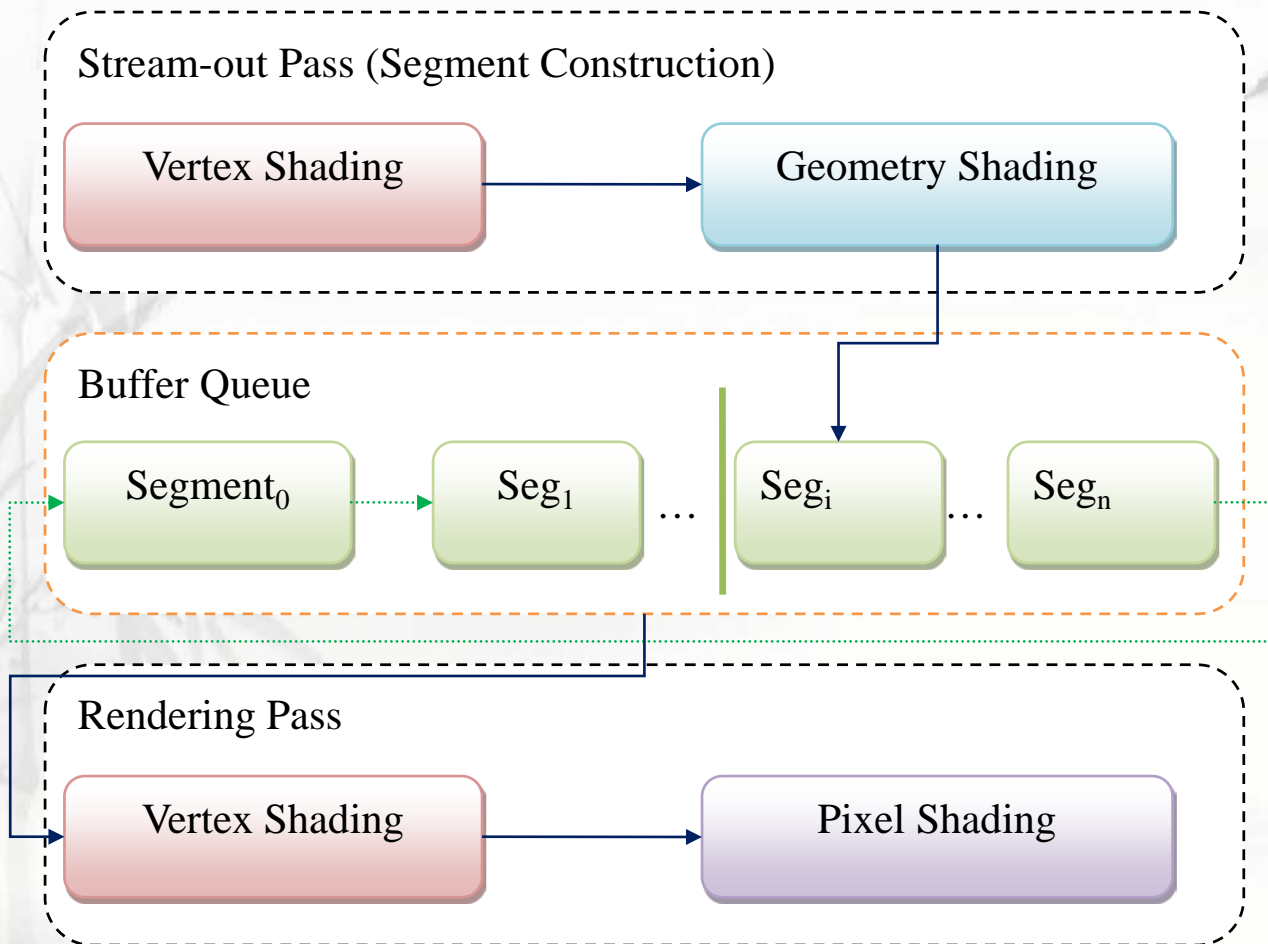 Stream-out Pass (Segment Construction)
Vertex Shading
Geometry Shading
Buffer Queue
Segment₀
Seg₁
…
Segᵢ
…
Segₙ
Rendering Pass
Vertex Shading
Pixel Shading